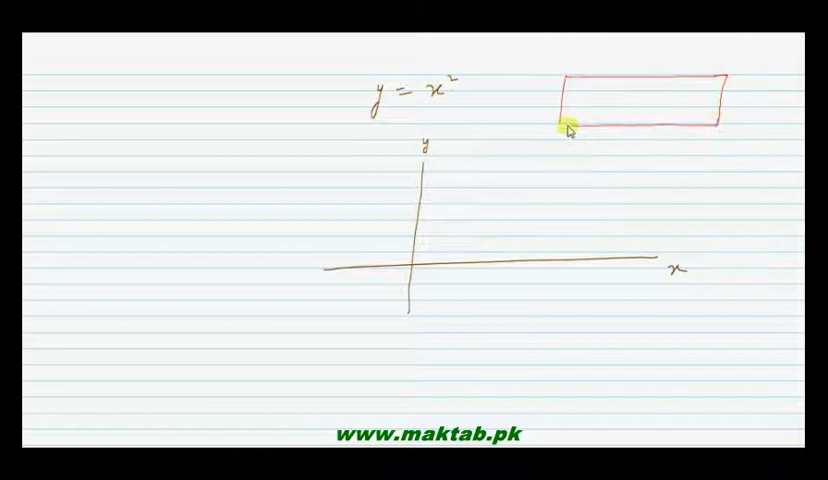 y = x²
y
x
www.maktab.pk